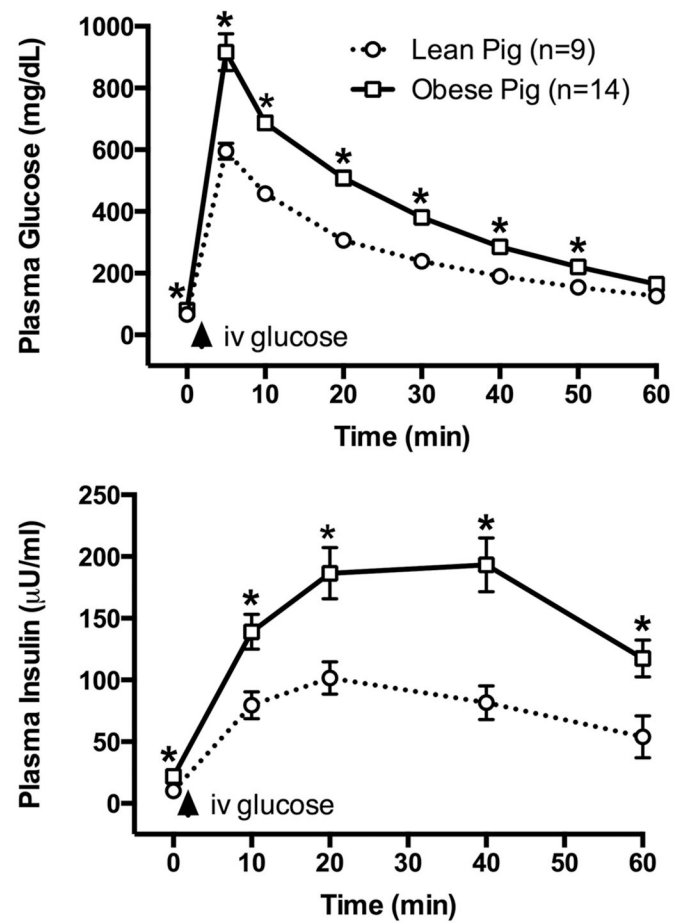 Plasma Glucose (mg/dL)
1000
800
600
400
200
0
* * * * * * *
Lean Pig (n=9)
Obese Pig (n=14)
iv glucose
0 10 20 30 40 50 60
Time (min)
Plasma Insulin (μU/ml)
250
200
150
100
50
0
* * * * *
iv glucose
0 10 20 30 40 50 60
Time (min)